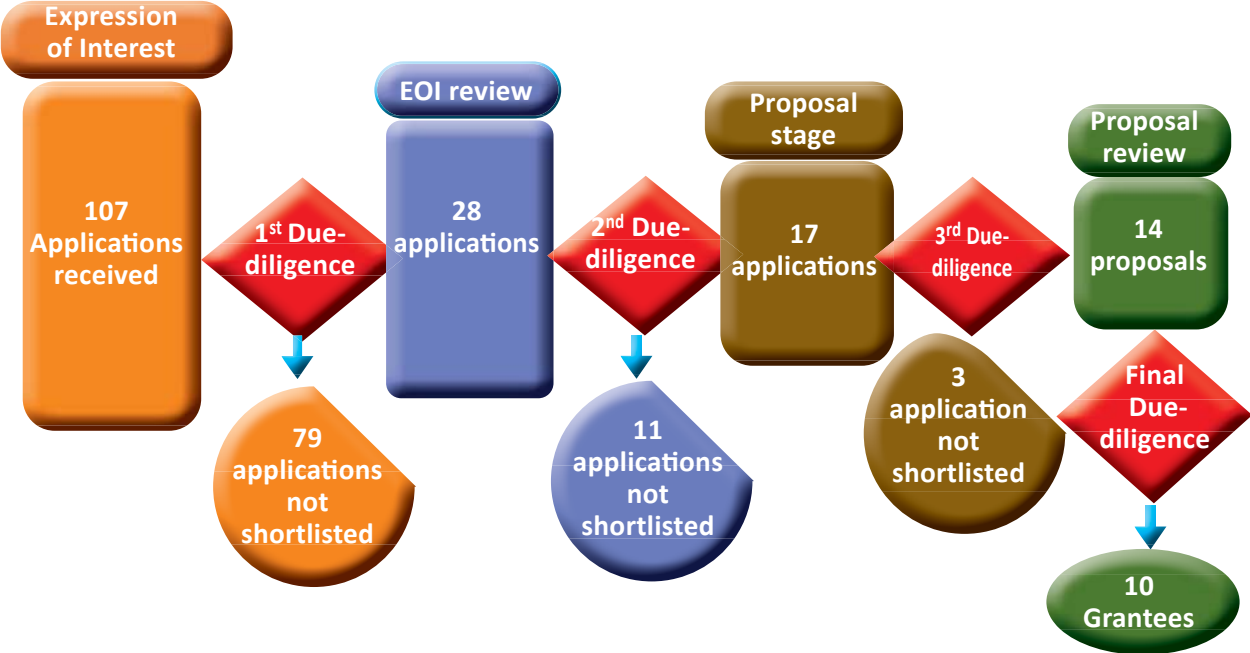 Expression
of Interest
107
Applications
received
1st Due-
diligence
79
applications
not
shortlisted
EOI review
28
applications
2nd Due-
diligence
11
applications
not
shortlisted
Proposal
stage
17
applications
3rd Due-
diligence
3
application
not
shortlisted
Proposal
review
14
proposals
Final
Due-
diligence
10
Grantees